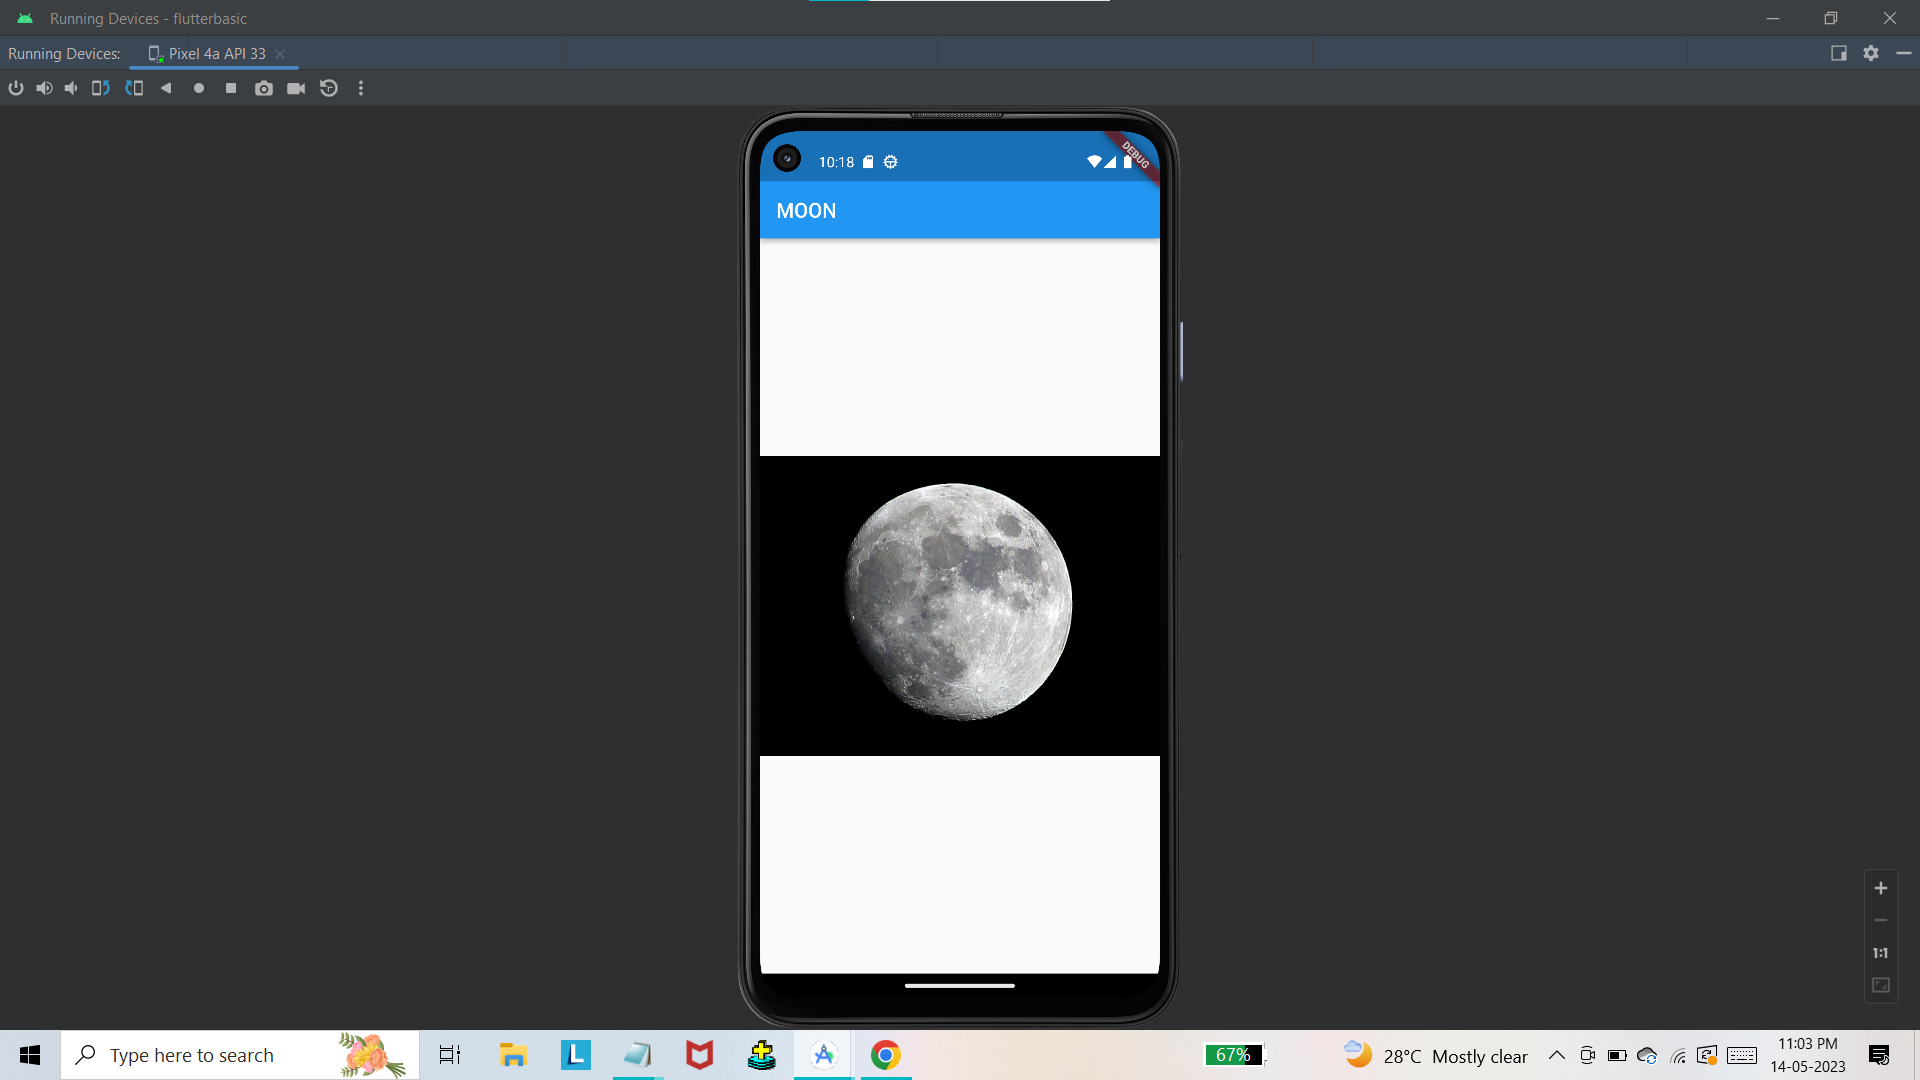 Running Devices - flutterbasic
Running Devices: Pixel 4a API 33
10:18
DEBUG
MOON
1:1
Type here to search
L
67%
28°C Mostly clear
11:03 PM
14-05-2023